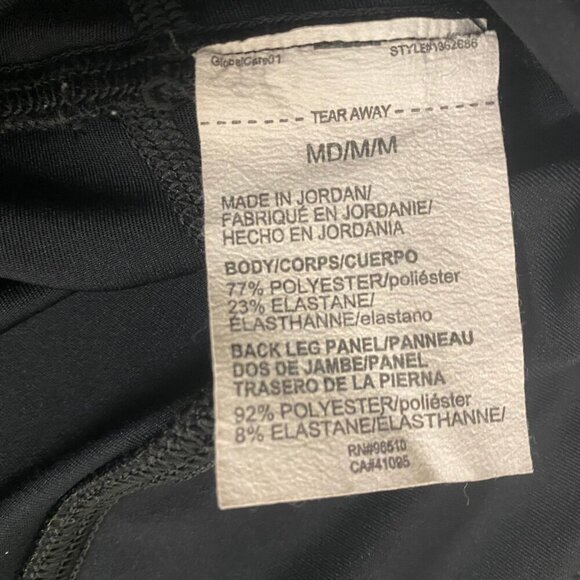 GlobalCare01
STYLE#1362686
TEAR AWAY
MD/M/M
MADE IN JORDAN/
FABRIQUÉ EN JORDANIE/
HECHO EN JORDANIA
BODY/CORPS/CUERPO
77% POLYESTER/poliéster
23% ELASTANE/
ÉLASTHANNE/elastano
BACK LEG PANEL/PANNEAU
DOS DE JAMBE/PANEL
TRASERO DE LA PIERNA
92% POLYESTER/poliéster
8% ELASTANE/ÉLASTHANNE/
RN#96510
CA#41095